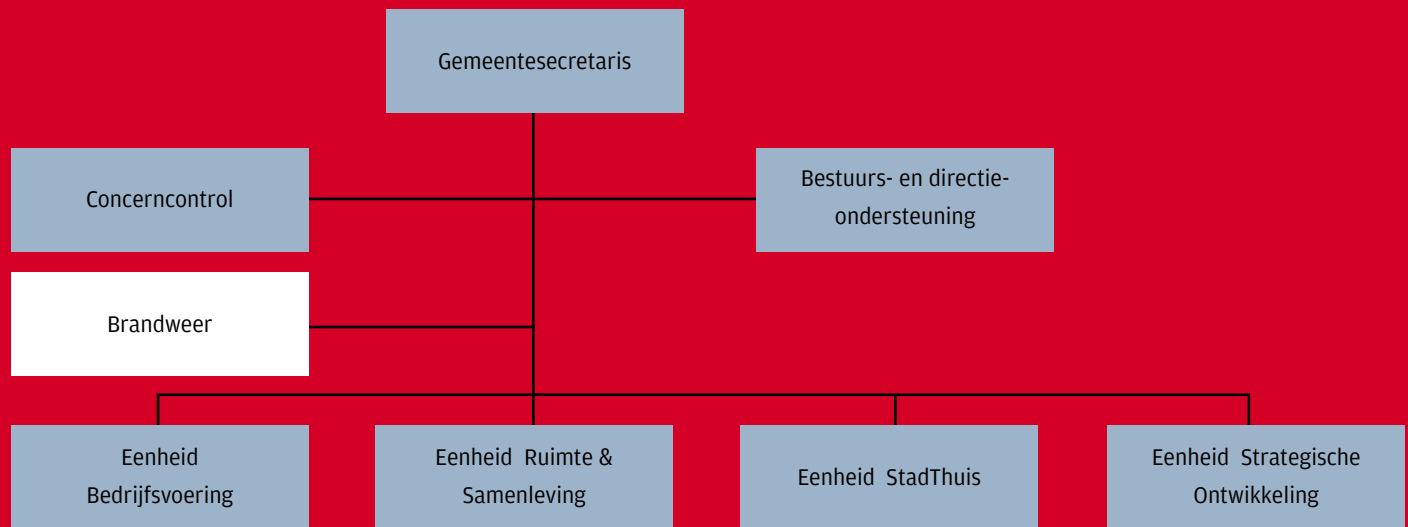 Gemeentesecretaris
Concerncontrol
Bestuurs- en directie-
ondersteuning
Brandweer
Eenheid
Bedrijfsvoering
Eenheid Ruimte &
Samenleving
Eenheid StadThuis
Eenheid Strategische
Ontwikkeling